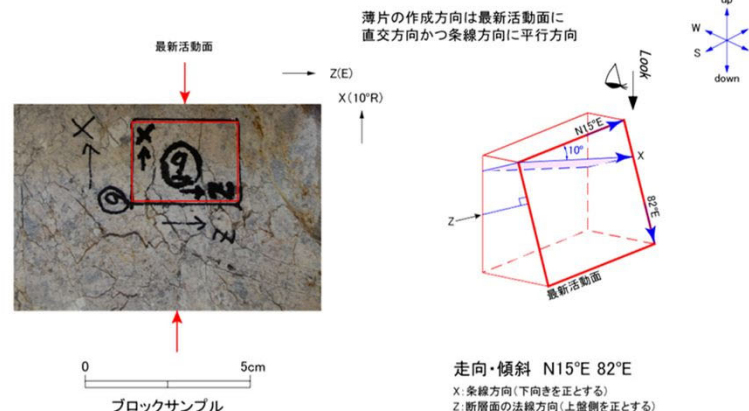 薄片の作成方向は最新活動面に
直交方向かつ条線方向に平行方向
up
W
S
down
最新活動面
Z(E)
X(10°R)
Look
X
X
9
Z
Z
9
N15°E
10°
X
Z
82°E
最新活動面
0
5cm
ブロックサンプル
走向・傾斜 N15°E 82°E
X:条線方向(下向きを正とする)
Z:断層面の法線方向(上盤側を正とする)